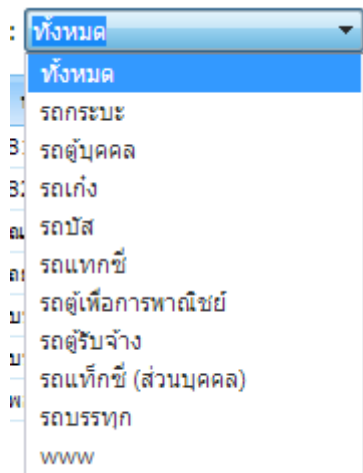 : ทั้งหมด
ทั้งหมด
รถกระบะ
รถตู้บุคคล
รถเก๋ง
รถบัส
รถแทกซี่
รถตู้เพื่อการพาณิชย์
รถตู้รับจ้าง
รถแท็กซี่ (ส่วนบุคคล)
รถบรรทุก
www